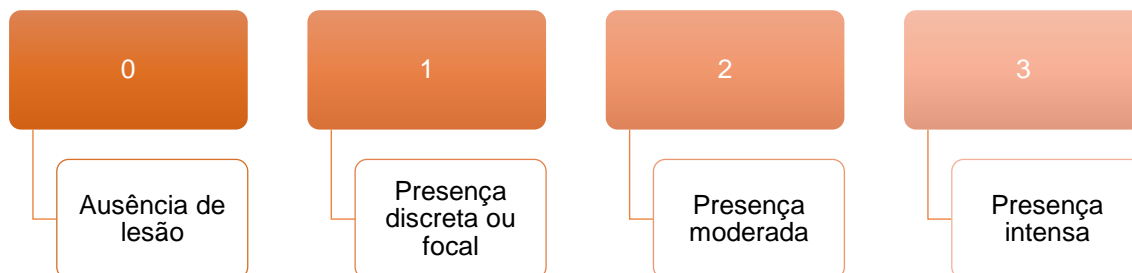 0
Ausência de
lesão
1
Presença
discreta ou
focal
2
Presença
moderada
3
Presença
intensa